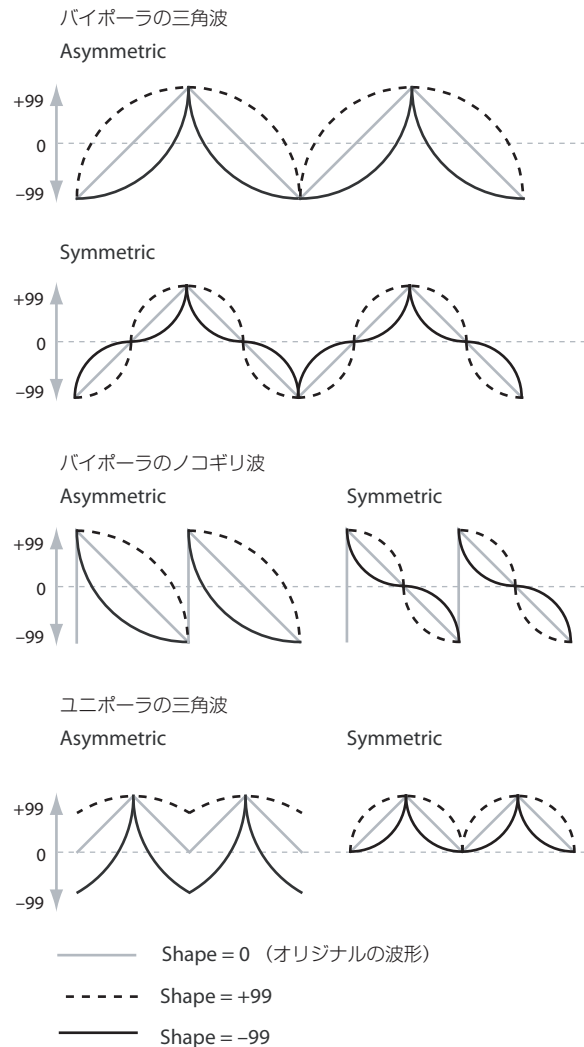 バイポーラの三角波
Asymmetric
+99
0
–99
Symmetric
+99
0
–99
バイポーラのノコギリ波
Asymmetric
Symmetric
+99
0
–99
ユニポーラの三角波
Asymmetric
Symmetric
+99
0
–99
Shape = 0 （オリジナルの波形）
Shape = +99
Shape = –99